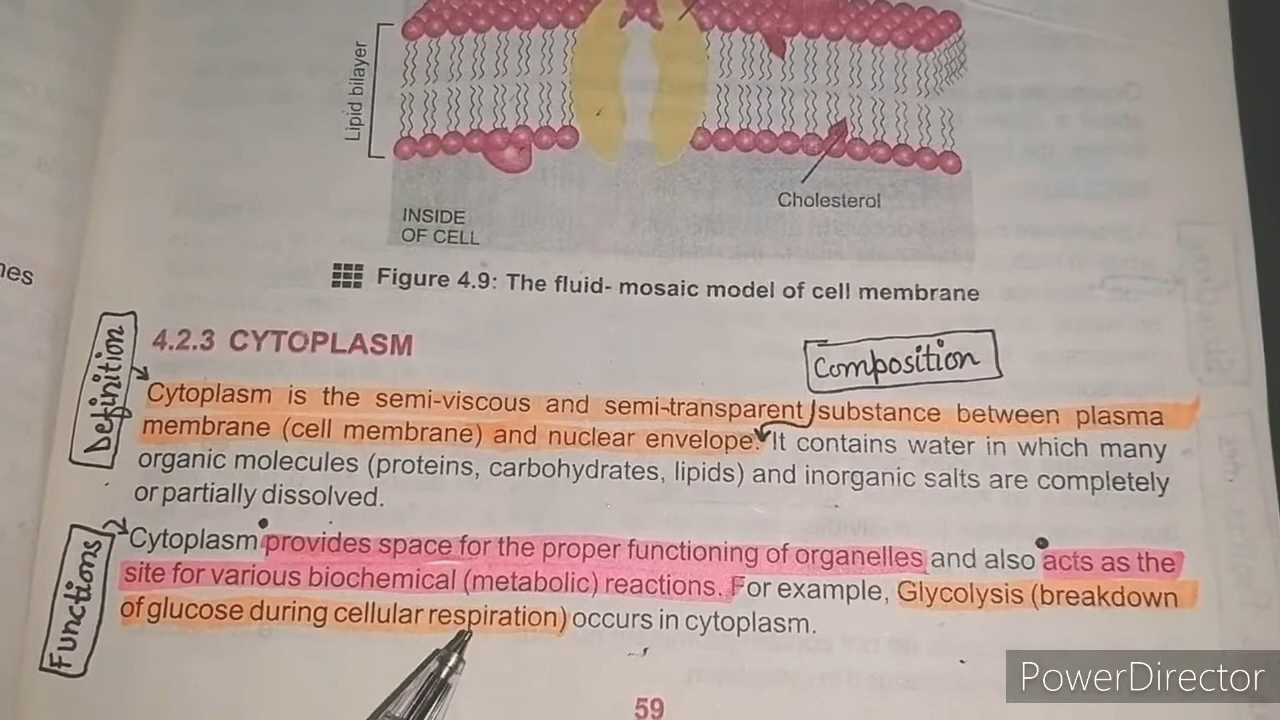 Lipid bilayer
Cholesterol
INSIDE
OF CELL
nes
Figure 4.9: The fluid- mosaic model of cell membrane
4.2.3 CYTOPLASM
Composition
Definition
Cytoplasm is the semi-viscous and semi-transparent substance between plasma
membrane (cell membrane) and nuclear envelope. It contains water in which many
organic molecules (proteins, carbohydrates, lipids) and inorganic salts are completely
or partially dissolved.
Functions
Cytoplasm provides space for the proper functioning of organelles and also acts as the
site for various biochemical (metabolic) reactions. For example, Glycolysis (breakdown
of glucose during cellular respiration) occurs in cytoplasm.
59
PowerDirector